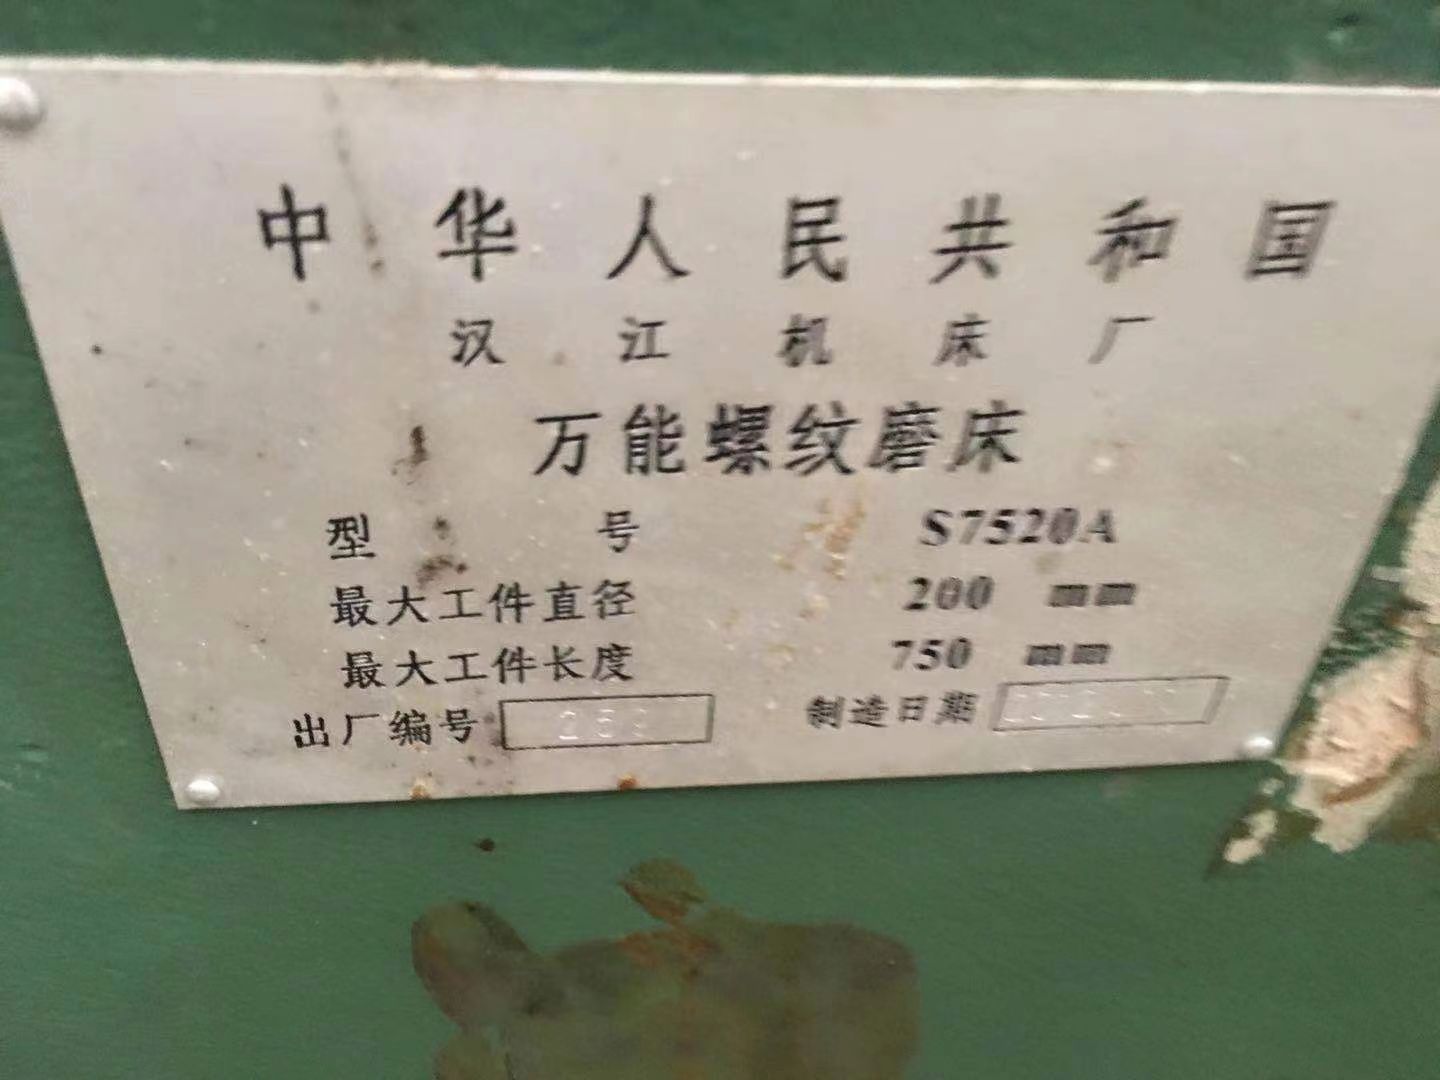 中华人民共和国
汉江机床厂
万能螺纹磨床
型号 S7520A
最大工件直径 200 mm
最大工件长度 750 mm
出厂编号 制造日期